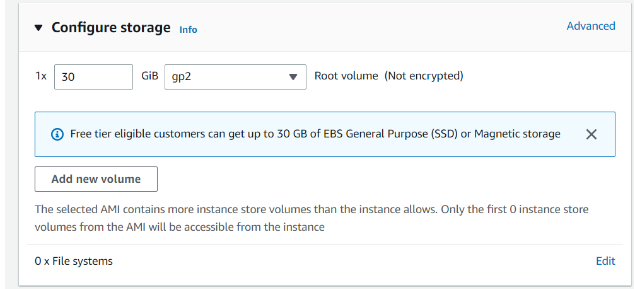 Configure storage Info Advanced
1x 30 GiB gp2 Root volume (Not encrypted)
Free tier eligible customers can get up to 30 GB of EBS General Purpose (SSD) or Magnetic storage
Add new volume
The selected AMI contains more instance store volumes than the instance allows. Only the first 0 instance store
volumes from the AMI will be accessible from the instance
0 x File systems Edit